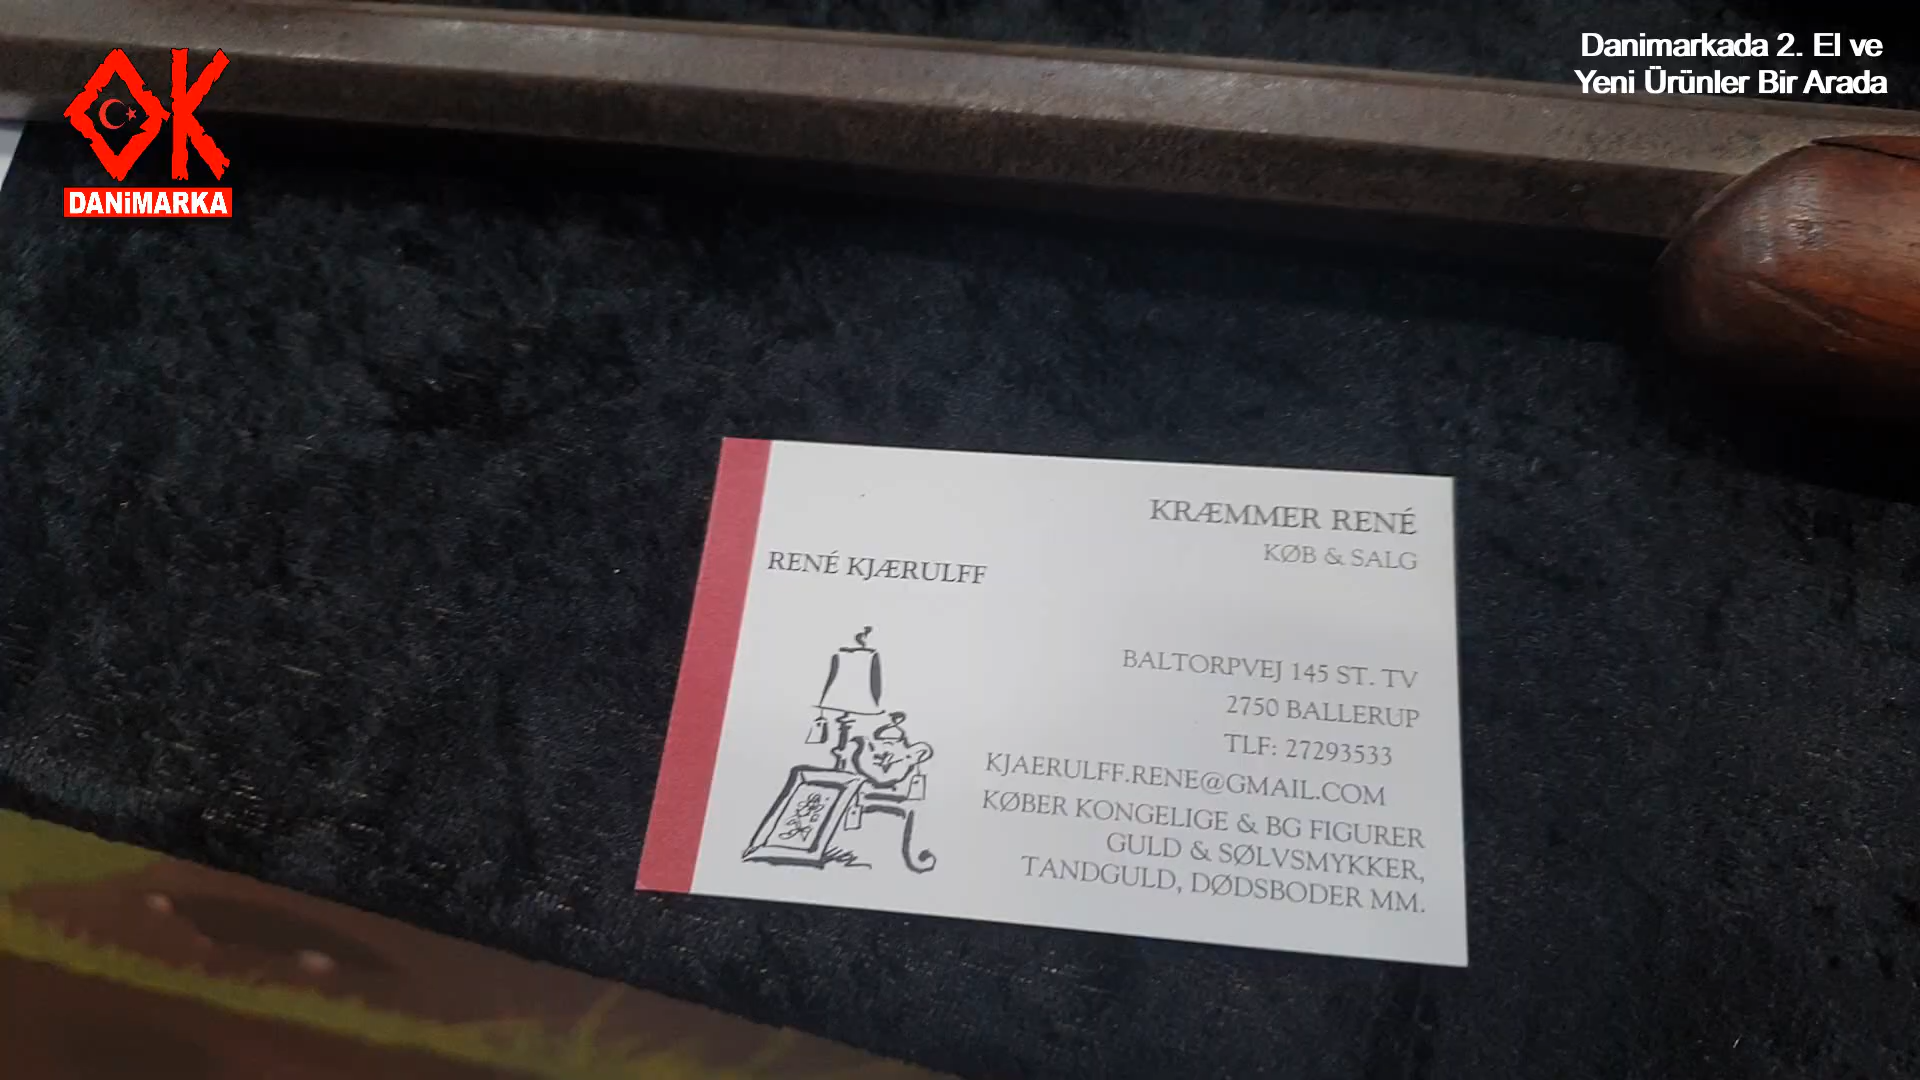 OK
DANiMARKA
Danimarkada 2. El ve
Yeni Ürünler Bir Arada
KRÆMMER RENÉ
KØB & SALG
RENÉ KJÆRULFF
BALTORPVEJ 145 ST. TV
2750 BALLERUP
TLF: 27293533
KJAERULFF.RENE@GMAIL.COM
KØBER KONGELIGE & BG FIGURER
GULD & SØLVSMYKKER,
TANDGULD, DØDSBODER MM.